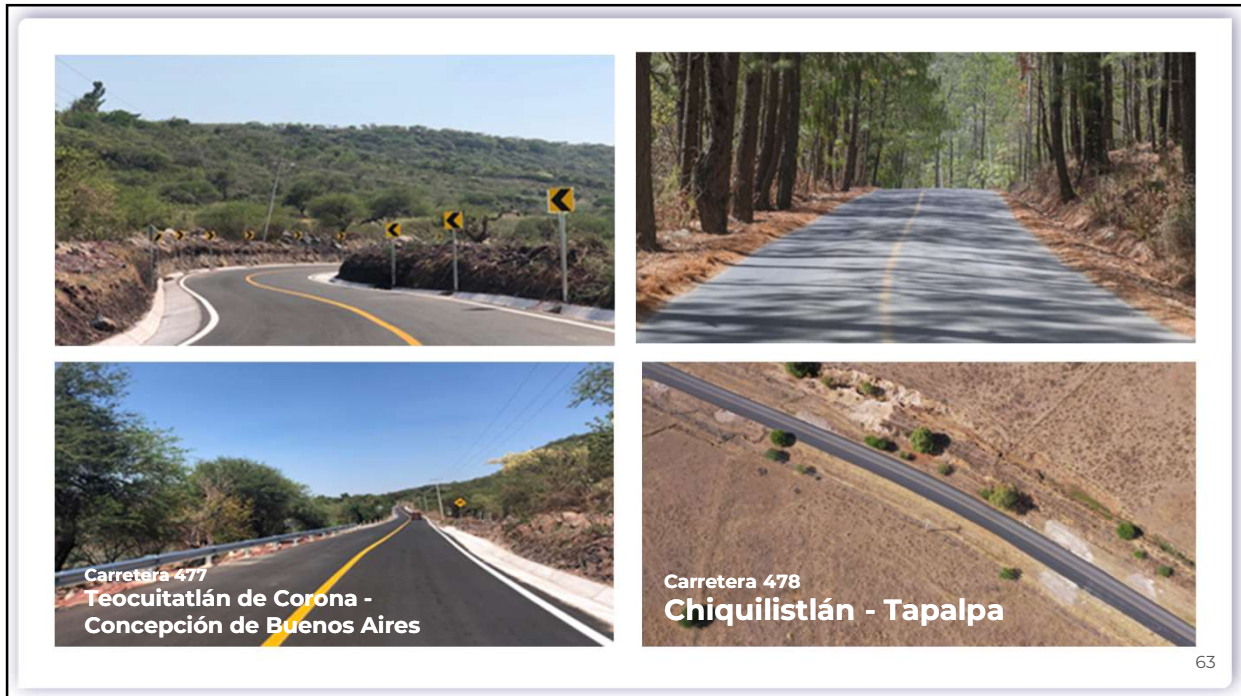 Carretera 477
Teocuitatlán de Corona -
Concepción de Buenos Aires
Carretera 478
Chiquilistlán - Tapalpa
63